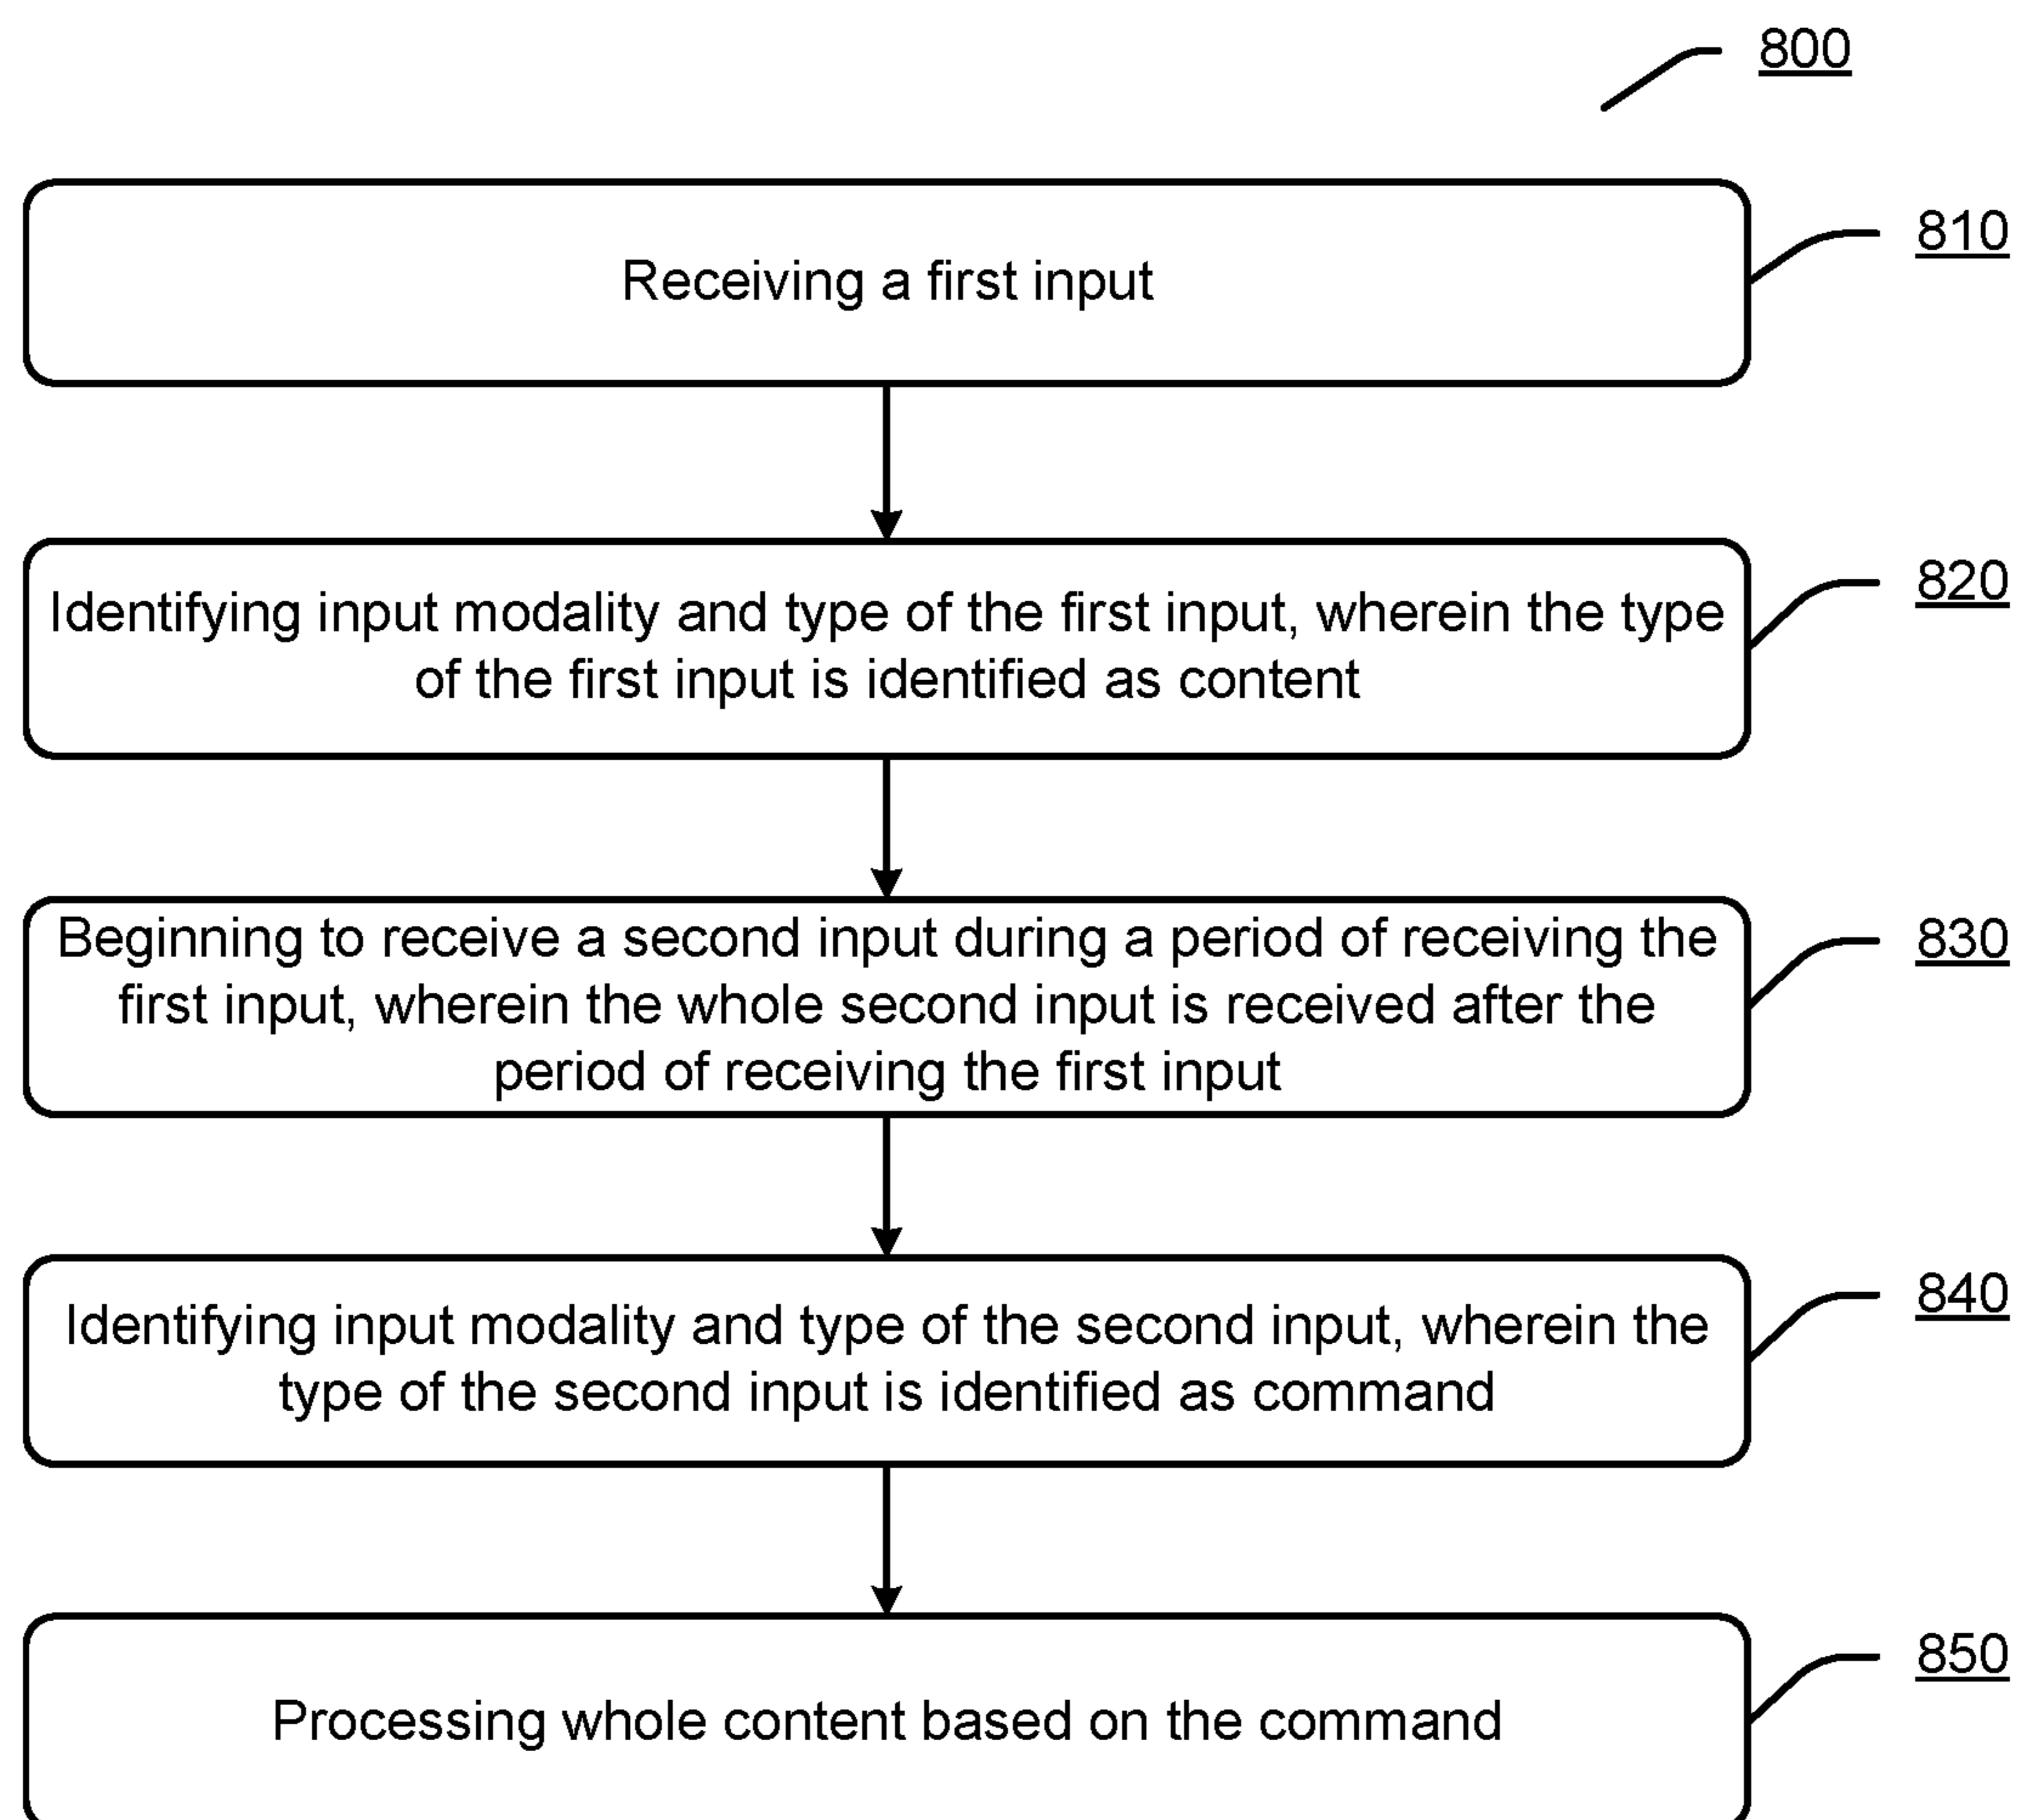 800
Receiving a first input
810
Identifying input modality and type of the first input, wherein the type
of the first input is identified as content
820
Beginning to receive a second input during a period of receiving the
first input, wherein the whole second input is received after the
period of receiving the first input
830
Identifying input modality and type of the second input, wherein the
type of the second input is identified as command
840
Processing whole content based on the command
850